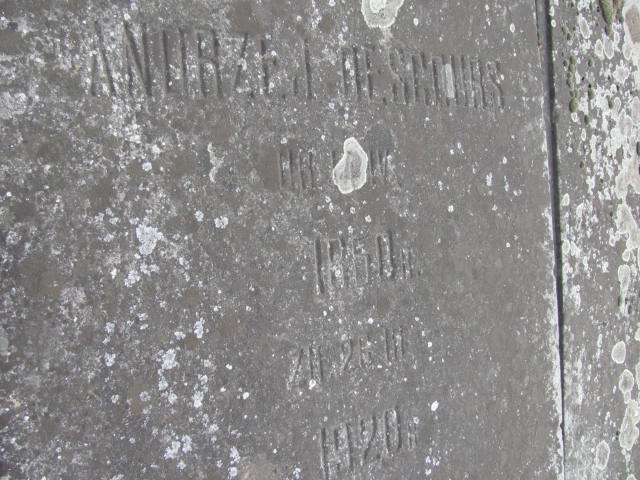 ANDRZEJ DESCOURS
1850 R.
ZM. 26. III
1920 R.